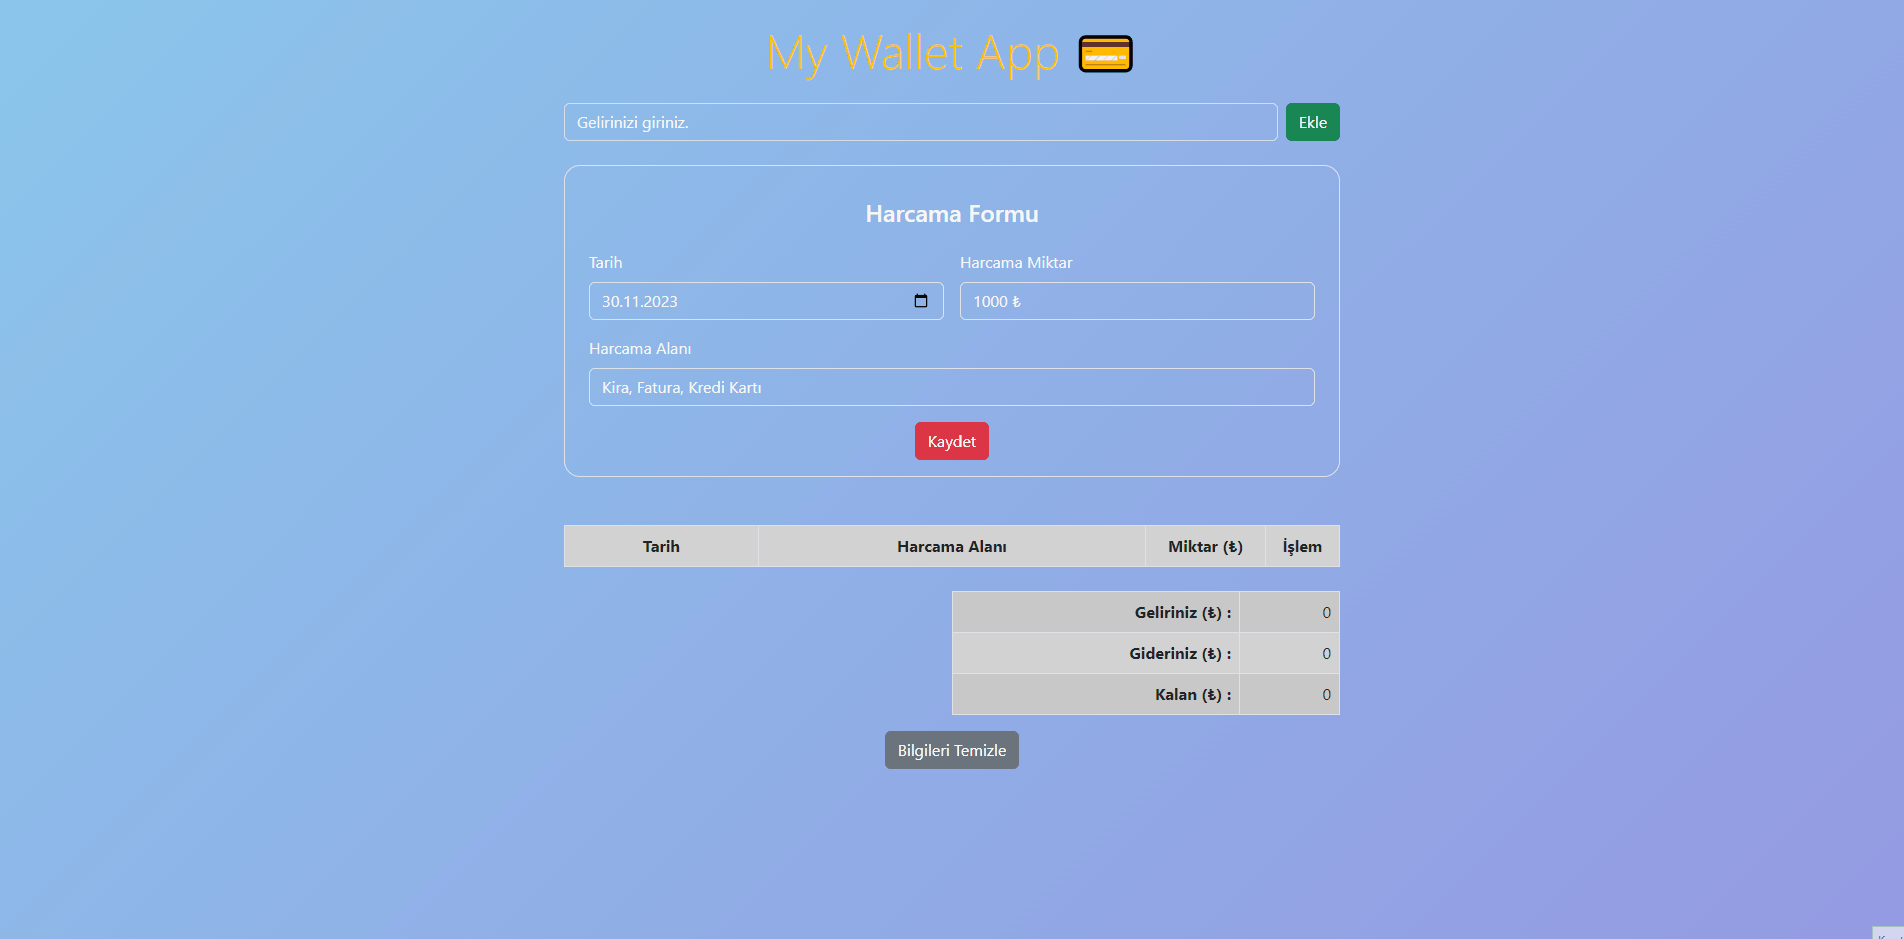 My Wallet App
Gelirinizi giriniz.
Ekle
Harcama Formu
Tarih
Harcama Miktar
30.11.2023
1000 ₺
Harcama Alanı
Kira, Fatura, Kredi Kartı
Kaydet
Tarih Harcama Alanı Miktar (₺) İşlem
Geliriniz (₺) : 0
Gideriniz (₺) : 0
Kalan (₺) : 0
Bilgileri Temizle